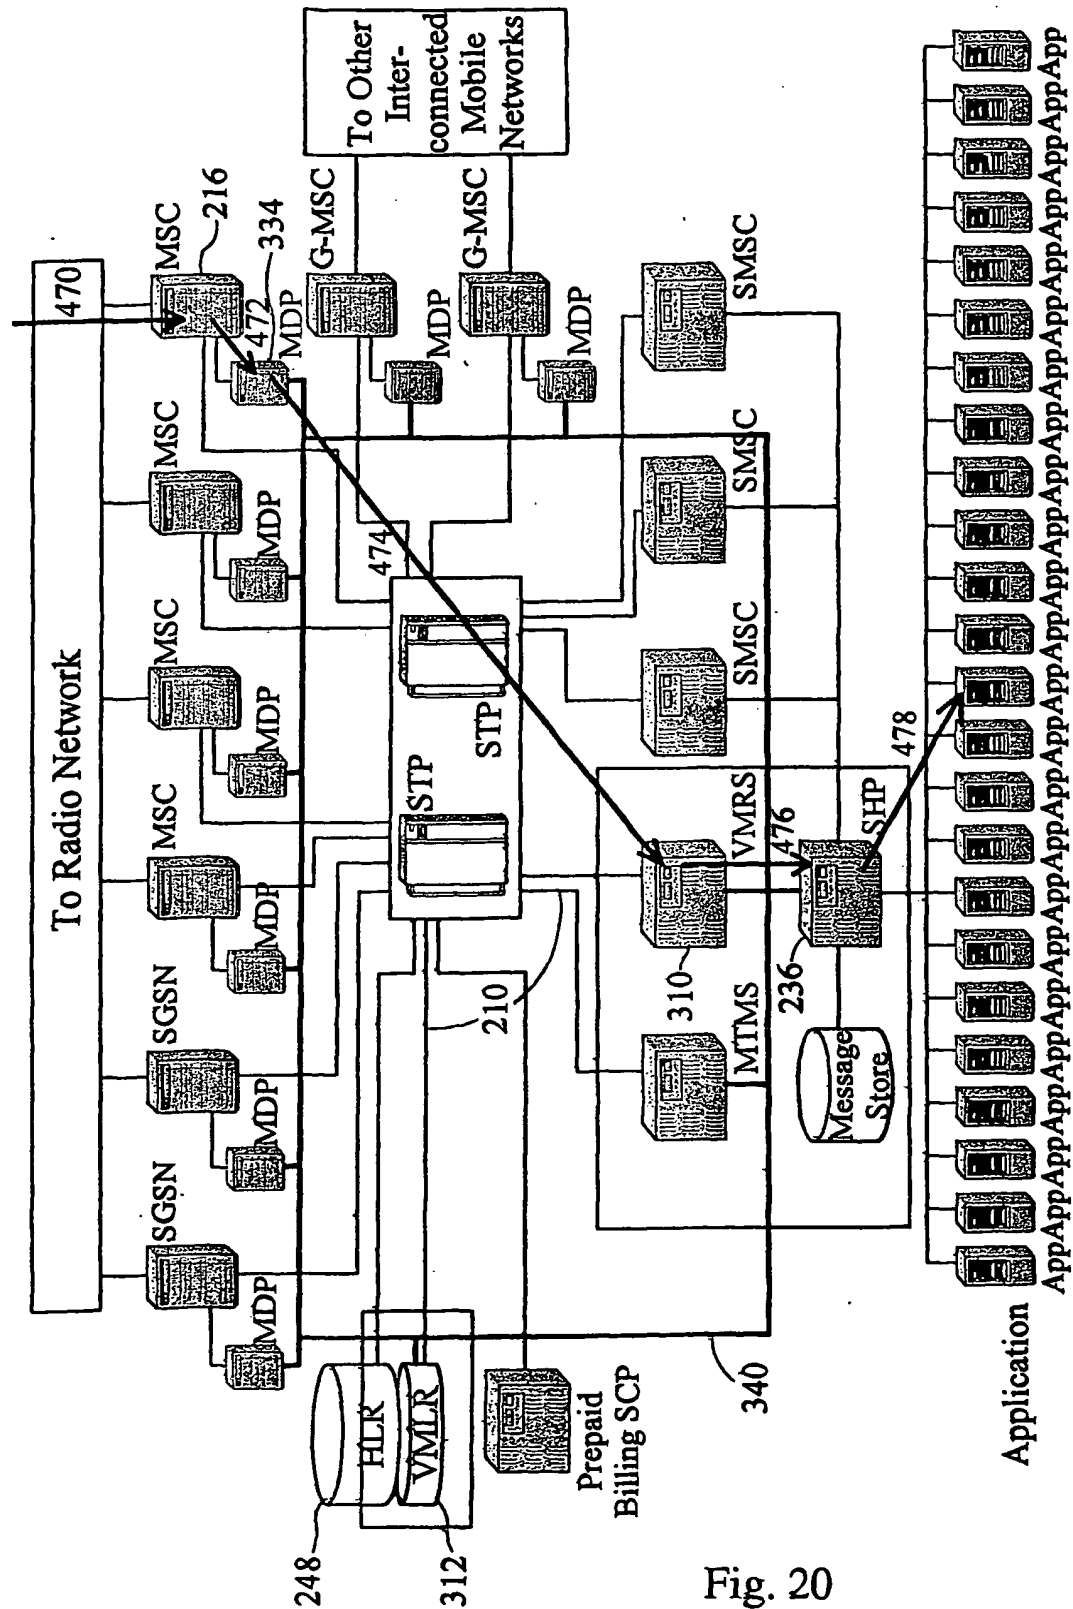 To Radio Network
470
SGSN
SGSN
MSC
MSC
MSC
MSC
216
MDP
MDP
MDP
MDP
MDP
472
MDP
334
G-MSC
MDP
G-MSC
MDP
To Other
Inter-
connected
Mobile
Networks
248
HLR
VMLR
312
Prepaid
Billing SCP
STP
STP
474
210
340
MTMS
310
VMRS
SMSC
SMSC
SMSC
476
236
SHP
Message
Store
478
Application
AppAppAppAppAppAppAppAppAppAppAppAppAppAppAppAppAppAppAppAppAppAppAppApp
Fig. 20